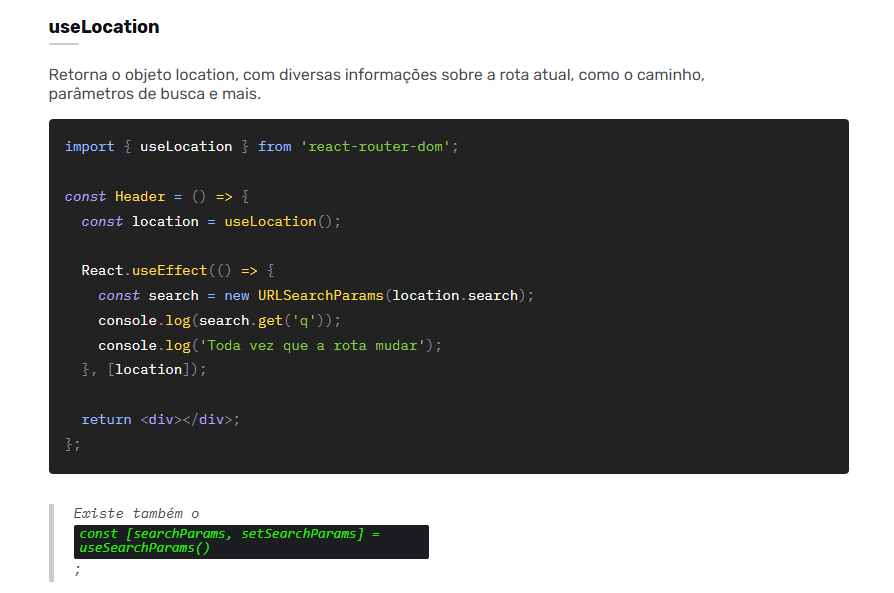 useLocation
Retorna o objeto location, com diversas informações sobre a rota atual, como o caminho,
parâmetros de busca e mais.
import { useLocation } from 'react-router-dom';
const Header = () => {
  const location = useLocation();
  React.useEffect(() => {
    const search = new URLSearchParams(location.search);
    console.log(search.get('q'));
    console.log('Toda vez que a rota mudar');
  }, [location]);
  return <div></div>;
};
Existe também o
const [searchParams, setSearchParams] =
useSearchParams()
;